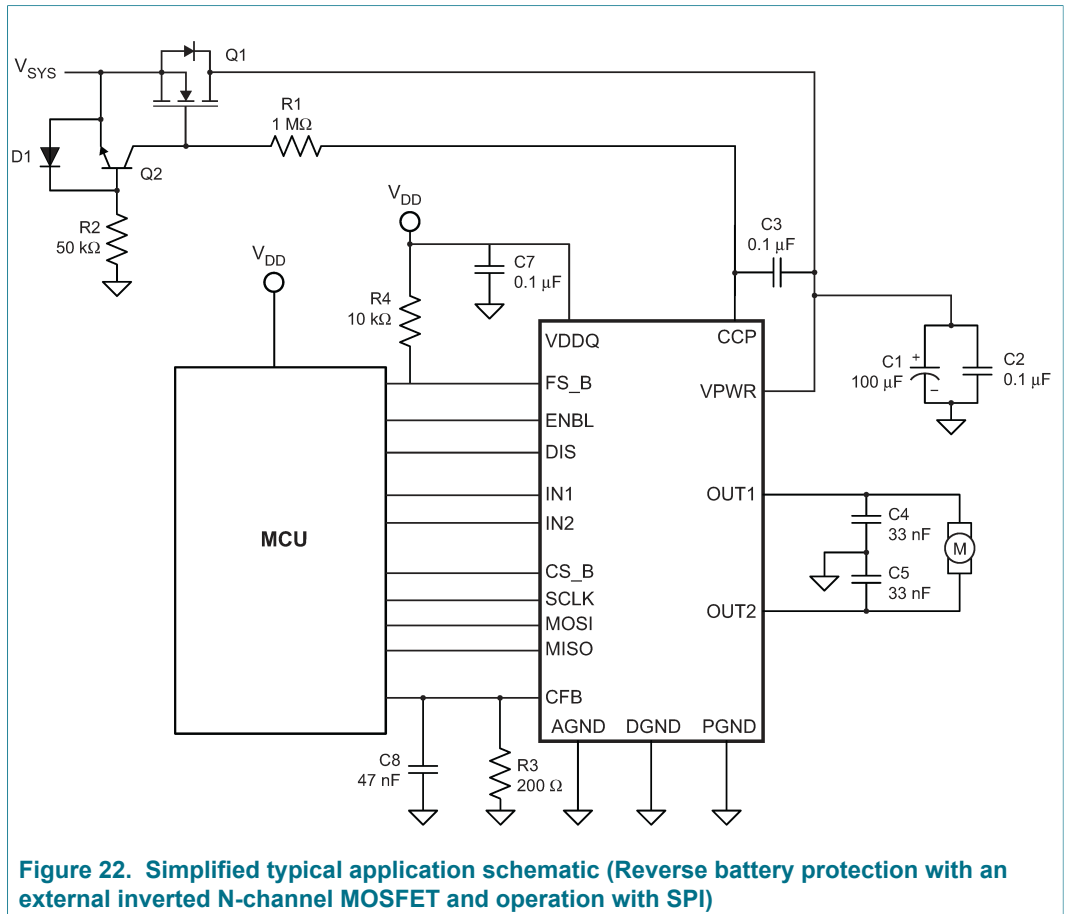 Q1
VSYS
R1
1 MΩ
D1
Q2
VDD
R2
50 kΩ
C3
0.1 µF
VDD
C7
0.1 µF
R4
10 kΩ
VDDQ
CCP
C1
100 µF
+
–
C2
0.1 µF
FS_B
VPWR
ENBL
DIS
IN1
OUT1
IN2
C4
33 nF
MCU
M
CS_B
C5
33 nF
SCLK
OUT2
MOSI
MISO
CFB
AGND DGND PGND
C8
47 nF
R3
200 Ω
Figure 22. Simplified typical application schematic (Reverse battery protection with an
external inverted N-channel MOSFET and operation with SPI)